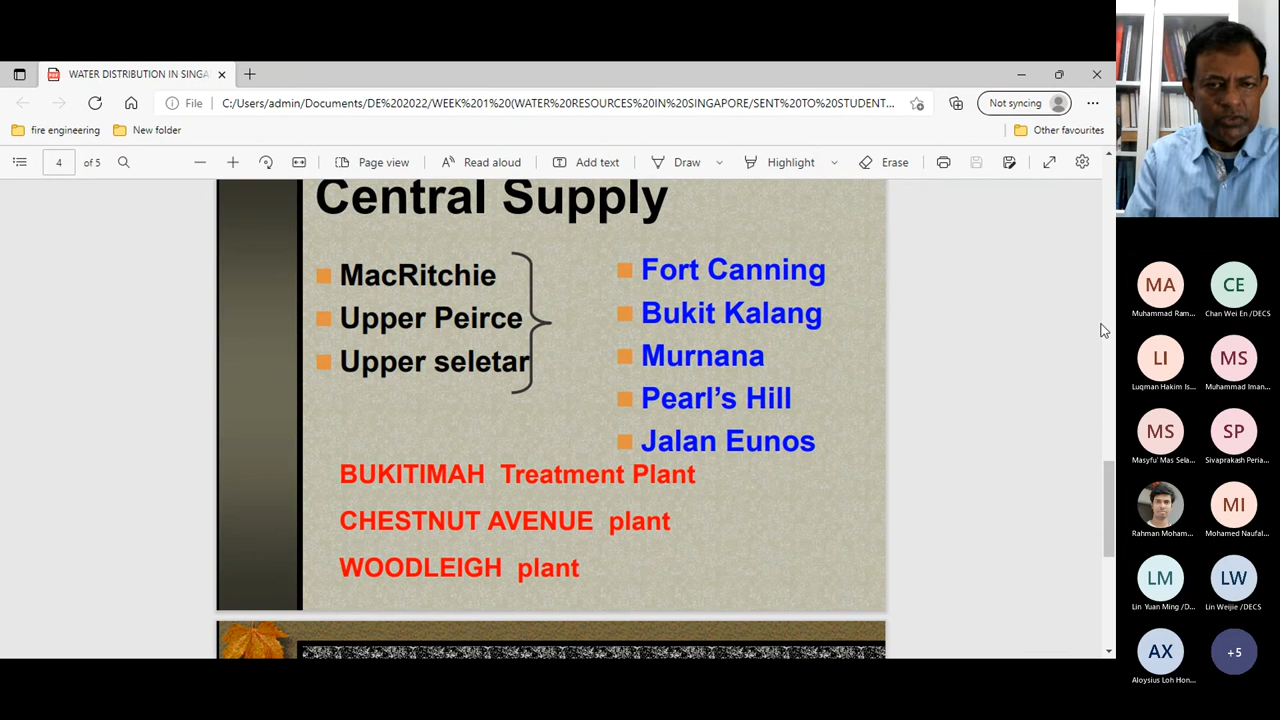 WATER DISTRIBUTION IN SINGA
File
C:/Users/admin/Documents/DE%202022/WEEK%201%20(WATER%20RESOURCES%20IN%20SINGAPORE/SENT%20TO%20STUDENT...
Not syncing
fire engineering
New folder
Other favourites
4 of 5
Page view
Read aloud
Add text
Draw
Highlight
Erase
Central Supply
MacRitchie
Upper Peirce
Upper seletar
Fort Canning
Bukit Kalang
Murnana
Pearl's Hill
Jalan Eunos
BUKITIMAH Treatment Plant
CHESTNUT AVENUE plant
WOODLEIGH plant
MA
Muhammad Ram...
CE
Chan Wei En /DECS
LI
Luqman Hakim Is...
MS
Muhammad Iman...
MS
Masyfu' Mas Sela...
SP
Sivaprakash Peria...
Rahman Moham...
MI
Mohamed Naufal...
LM
Lin Yuan Ming /D...
LW
Lin Weijie /DECS
AX
Aloysius Loh Hon...
+5